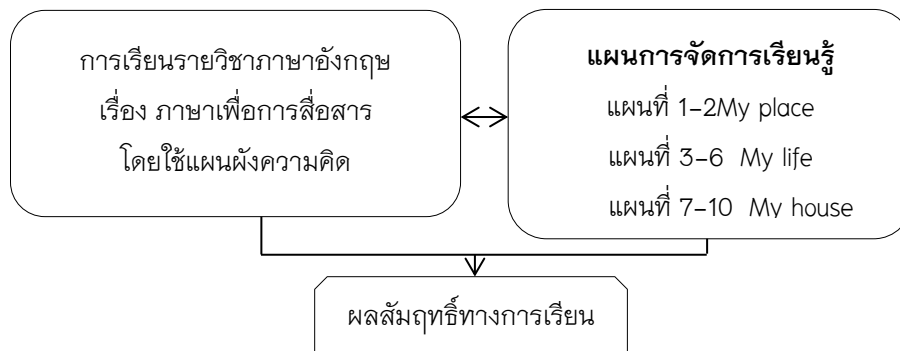 การเรียนรายวิชาภาษาอังกฤษ
เรื่อง ภาษาเพื่อการสื่อสาร
โดยใช้แผนผังความคิด
แผนการจัดการเรียนรู้
แผนที่ 1-2My place
แผนที่ 3-6 My life
แผนที่ 7-10 My house
ผลสัมฤทธิ์ทางการเรียน